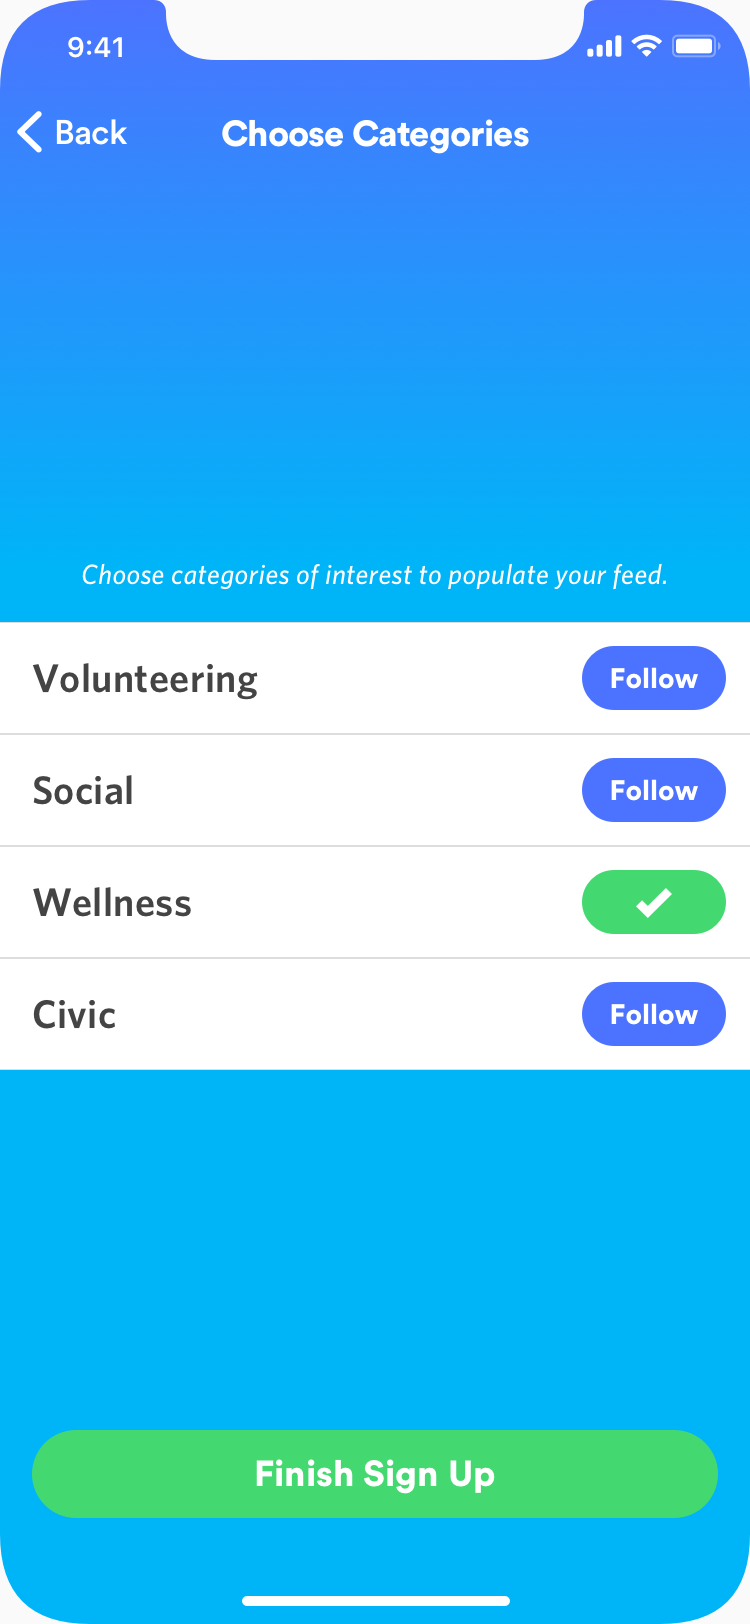 9:41
Back
Choose Categories
Choose categories of interest to populate your feed.
Volunteering
Follow
Social
Follow
Wellness
Civic
Follow
Finish Sign Up